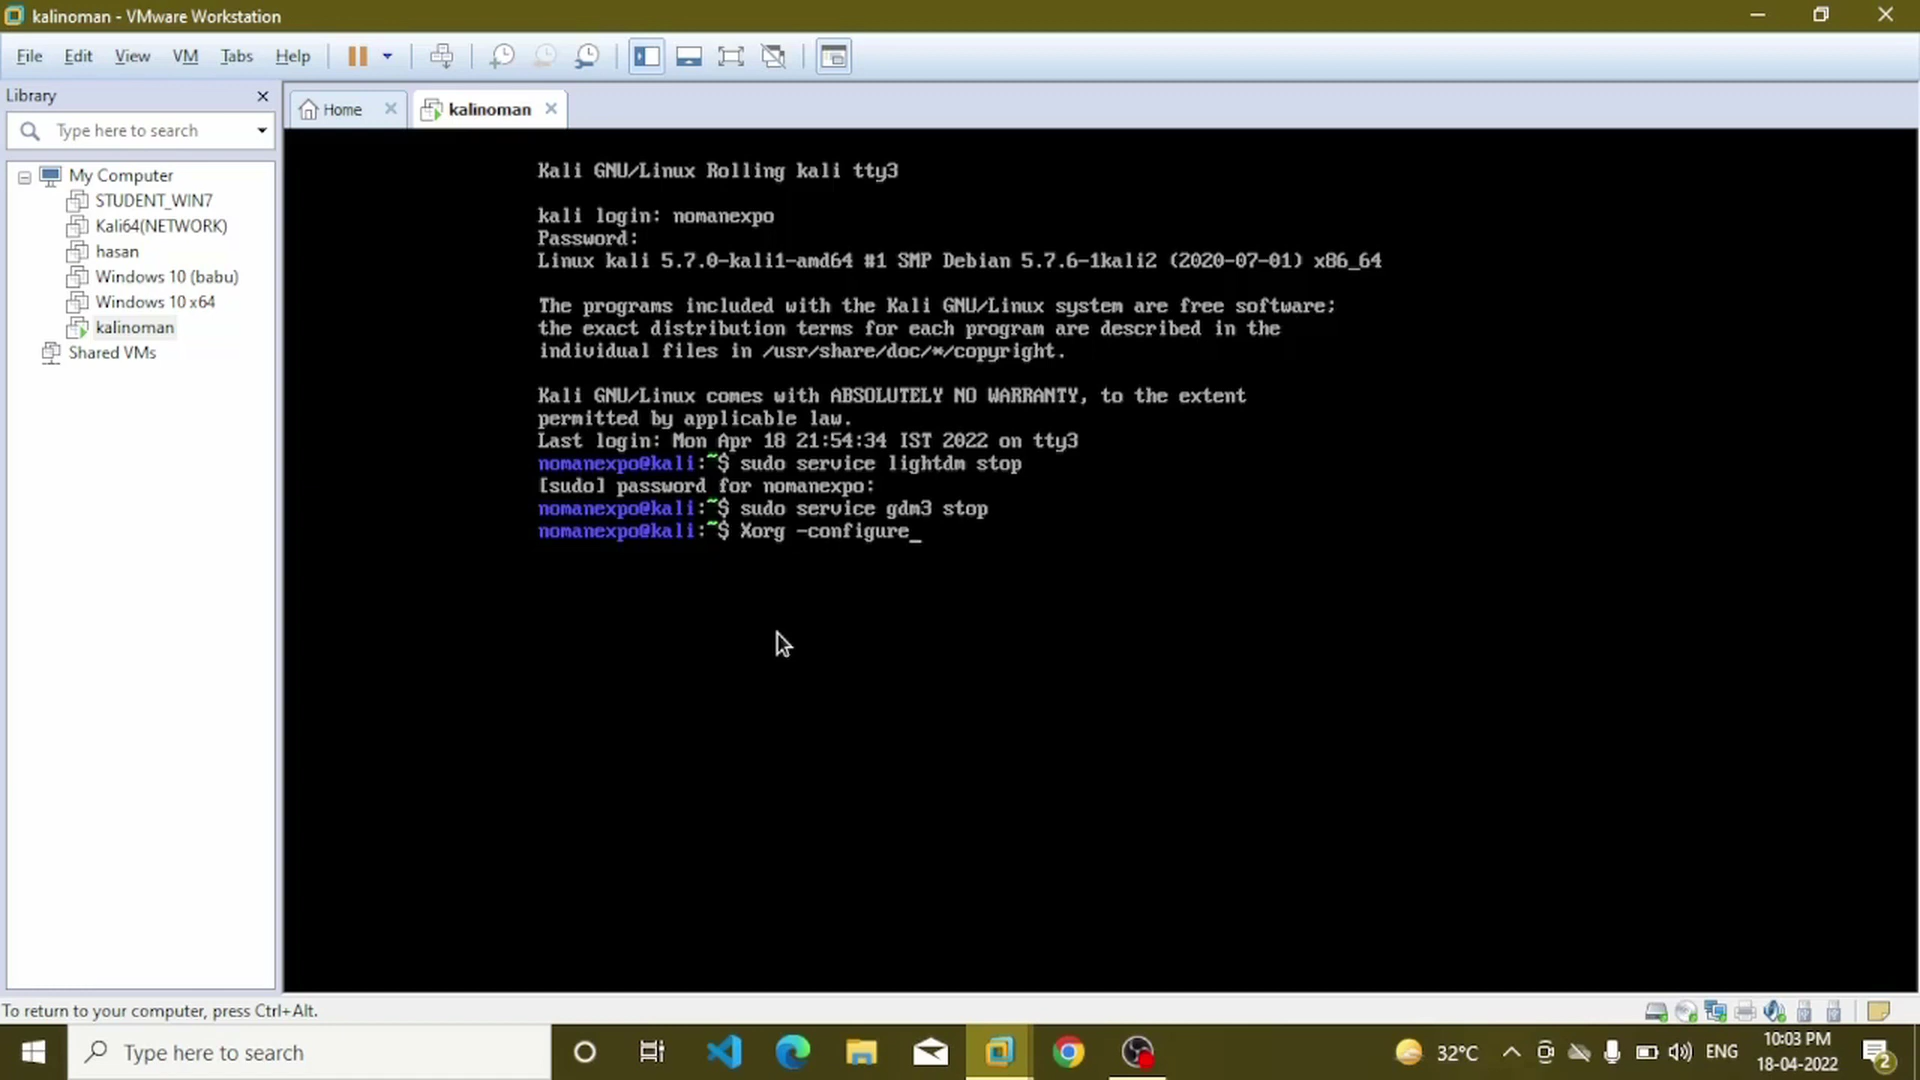 kalinoman - VMware Workstation
File Edit View VM Tabs Help
Library
Type here to search
My Computer
STUDENT_WIN7
Kali64(NETWORK)
hasan
Windows 10 (babu)
Windows 10 x64
kalinoman
Shared VMs
Home kalinoman
Kali GNU/Linux Rolling kali tty3
kali login: nomanexpo
Password:
Linux kali 5.7.0-kali1-amd64 #1 SMP Debian 5.7.6-1kali2 (2020-07-01) x86_64
The programs included with the Kali GNU/Linux system are free software;
the exact distribution terms for each program are described in the
individual files in /usr/share/doc/*/copyright.
Kali GNU/Linux comes with ABSOLUTELY NO WARRANTY, to the extent
permitted by applicable law.
Last login: Mon Apr 18 21:54:34 IST 2022 on tty3
nomanexpo@kali:~$ sudo service lightdm stop
[sudo] password for nomanexpo:
nomanexpo@kali:~$ sudo service gdm3 stop
nomanexpo@kali:~$ Xorg -configure_
To return to your computer, press Ctrl+Alt.
Type here to search
32°C
ENG
10:03 PM
18-04-2022
2